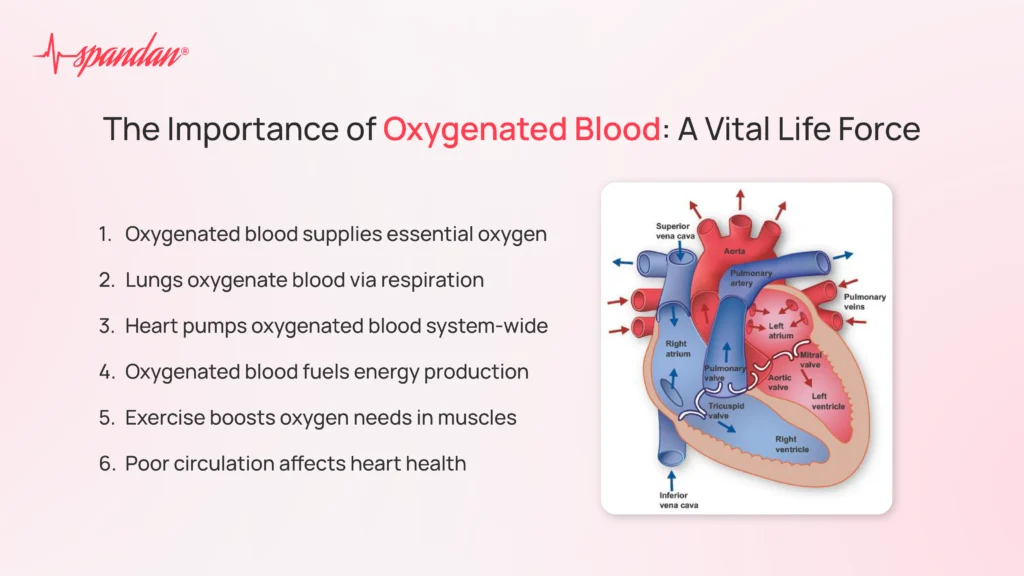 spandan®
The Importance of Oxygenated Blood: A Vital Life Force
1. Oxygenated blood supplies essential oxygen
2. Lungs oxygenate blood via respiration
3. Heart pumps oxygenated blood system-wide
4. Oxygenated blood fuels energy production
5. Exercise boosts oxygen needs in muscles
6. Poor circulation affects heart health
Superior
vena cava
Aorta
Pulmonary
artery
Pulmonary
veins
Left
atrium
Right
atrium
Mitral
valve
Pulmonary
valve
Aortic
valve
Left
ventricle
Tricuspid
valve
Right
ventricle
Inferior
vena cava